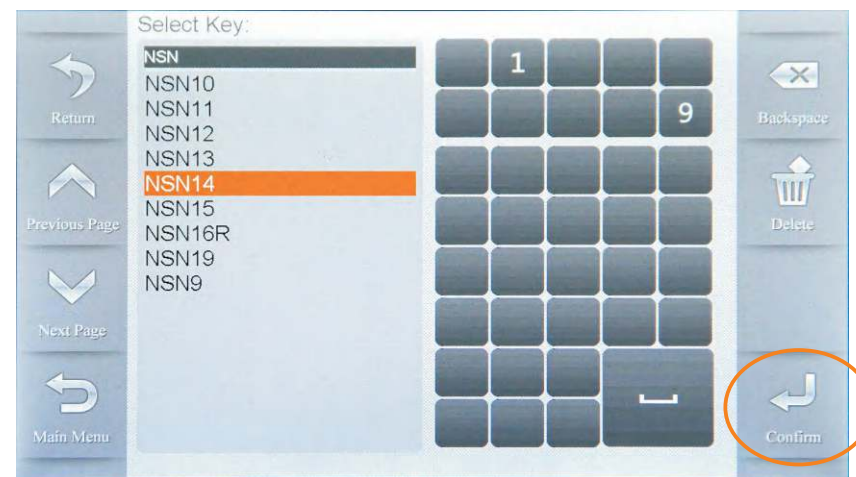 Select Key:
NSN
NSN10
NSN11
NSN12
NSN13
NSN14
NSN15
NSN16R
NSN19
NSN9
1
9
Return
Previous Page
Next Page
Main Menu
Backspace
Delete
Confirm